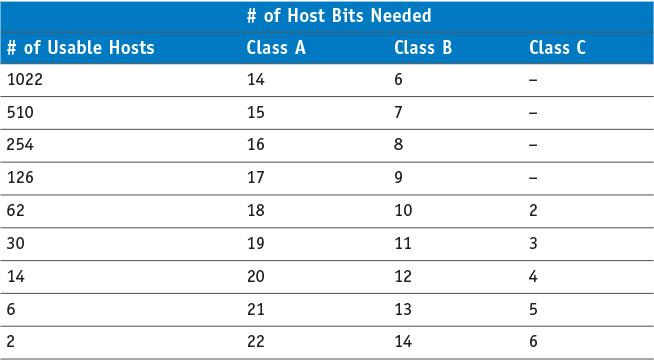 # of Host Bits Needed
# of Usable Hosts Class A Class B Class C
1022 14 6 –
510 15 7 –
254 16 8 –
126 17 9 –
62 18 10 2
30 19 11 3
14 20 12 4
6 21 13 5
2 22 14 6